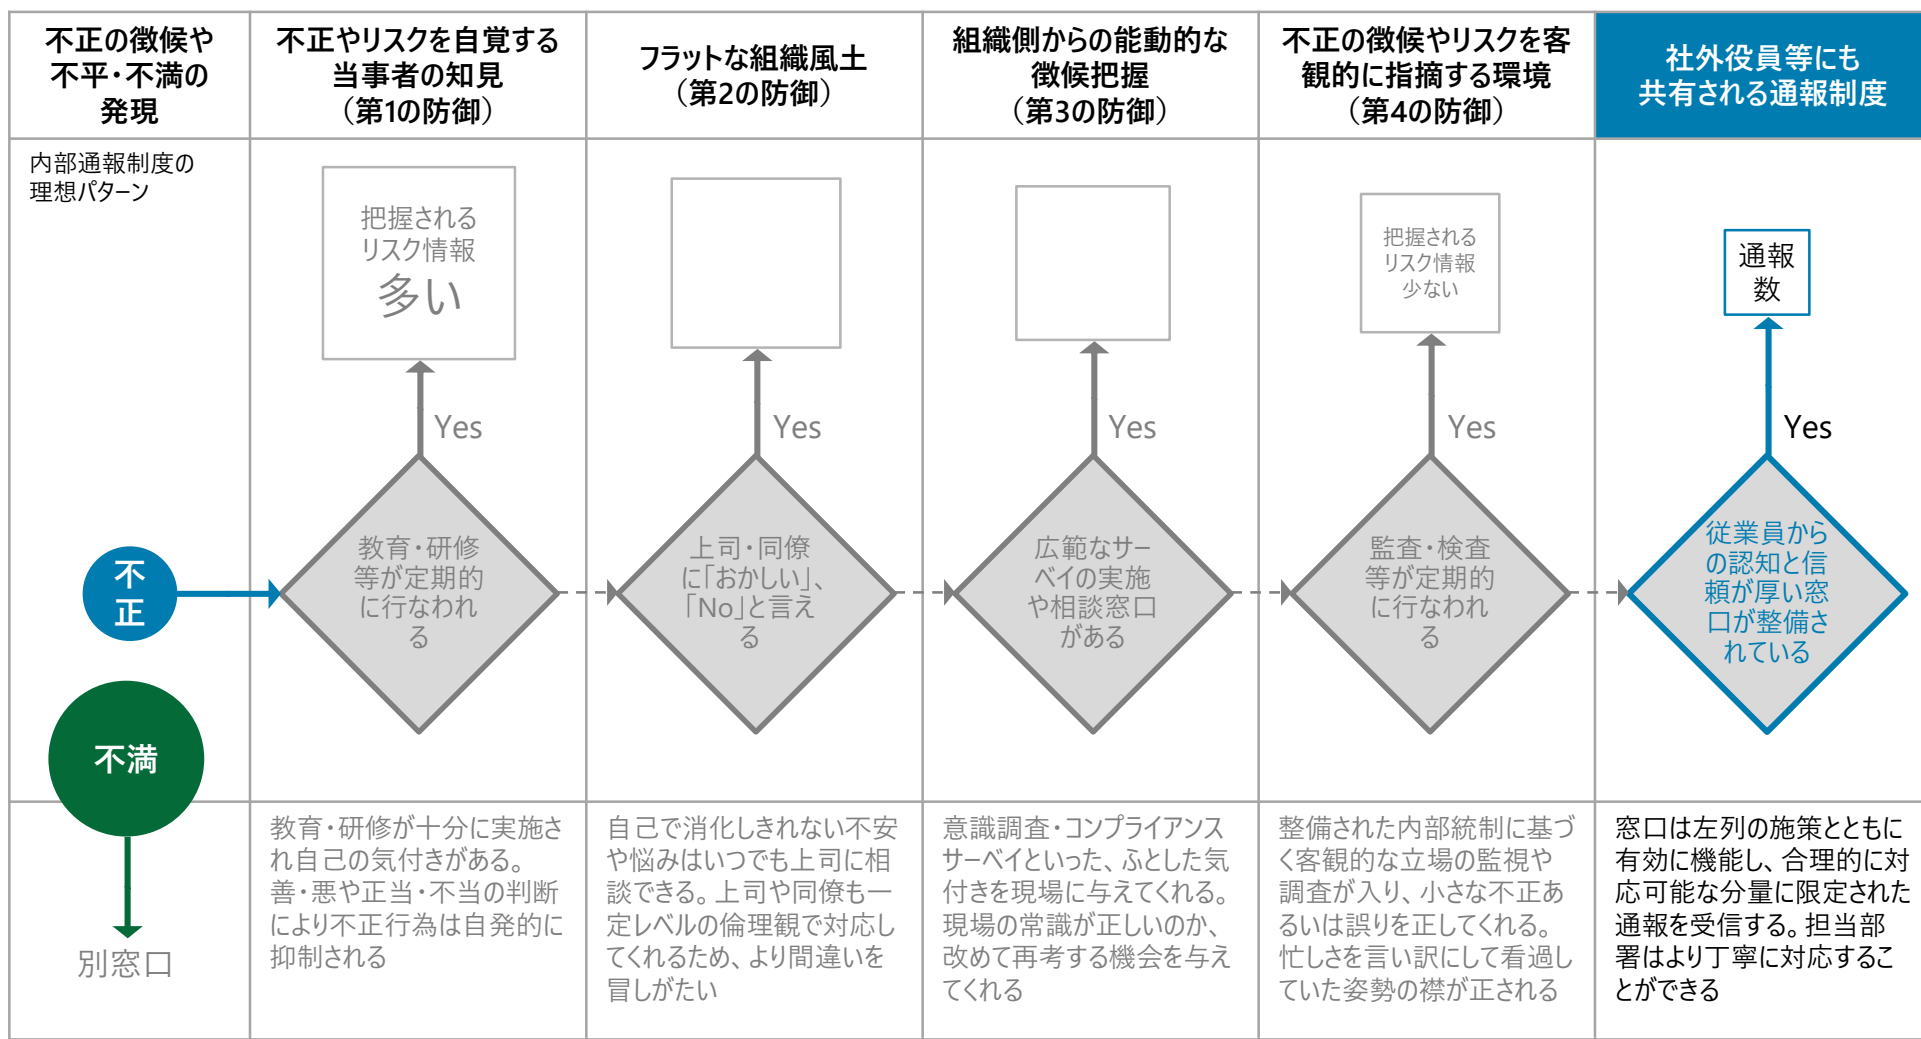 不正の徴候や
不平・不満の
発現
不正やリスクを自覚する
当事者の知見
（第1の防御）
フラットな組織風土
（第2の防御）
組織側からの能動的な
徴候把握
（第3の防御）
不正の徴候やリスクを客
観的に指摘する環境
（第4の防御）
社外役員等にも
共有される通報制度
内部通報制度の
理想パターン
把握される
リスク情報
多い
把握される
リスク情報
少ない
通報
数
Yes
Yes
Yes
Yes
Yes
不
正
教育・研修
等が定期的
に行なわれ
る
上司・同僚
に「おかしい」、
「No」と言え
る
広範なサー
ベイの実施
や相談窓口
がある
監査・検査
等が定期的
に行なわれ
る
従業員から
の認知と信
頼が厚い窓
口が整備さ
れている
不満
別窓口
教育・研修が十分に実施さ
れ自己の気付きがある。
善・悪や正当・不当の判断
により不正行為は自発的に
抑制される
自己で消化しきれない不安
や悩みはいつでも上司に相
談できる。上司や同僚も一
定レベルの倫理観で対応し
てくれるため、より間違いを
冒しがたい
意識調査・コンプライアンス
サーベイといった、ふとした気
付きを現場に与えてくれる。
現場の常識が正しいのか、
改めて再考する機会を与え
てくれる
整備された内部統制に基づ
く客観的な立場の監視や
調査が入り、小さな不正あ
るいは誤りを正してくれる。
忙しさを言い訳にして看過し
ていた姿勢の襟が正される
窓口は左列の施策とともに
有効に機能し、合理的に対
応可能な分量に限定された
通報を受信する。担当部
署はより丁寧に対応するこ
とができる